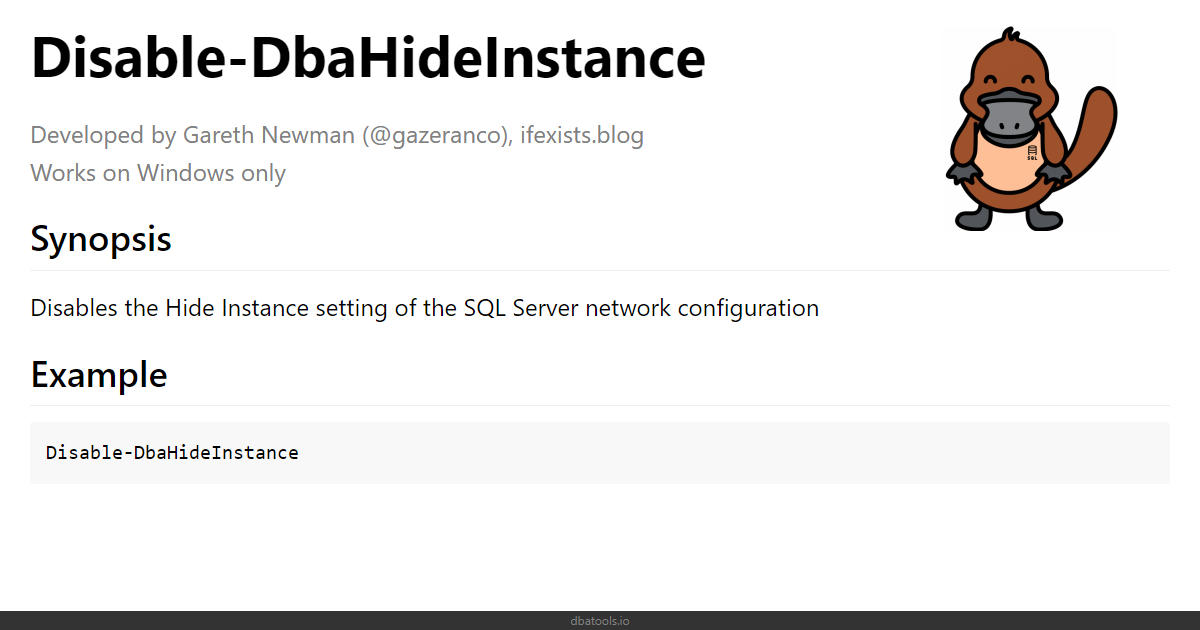 Disable-DbaHideInstance
Developed by Gareth Newman (@gazeranco), ifexists.blog
Works on Windows only
SQL
Synopsis
Disables the Hide Instance setting of the SQL Server network configuration
Example
Disable-DbaHideInstance
dbatools.io